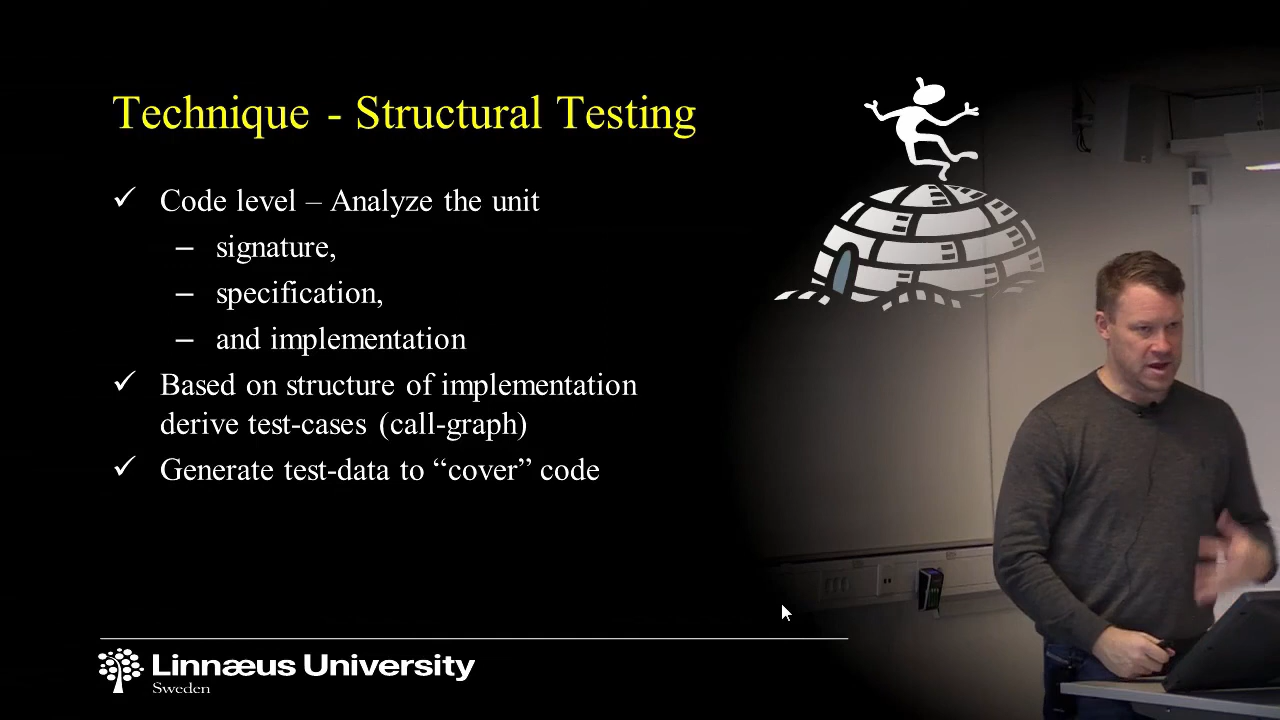 Technique - Structural Testing
✓ Code level – Analyze the unit
– signature,
– specification,
– and implementation
✓ Based on structure of implementation
derive test-cases (call-graph)
✓ Generate test-data to “cover” code
Linnæus University
Sweden